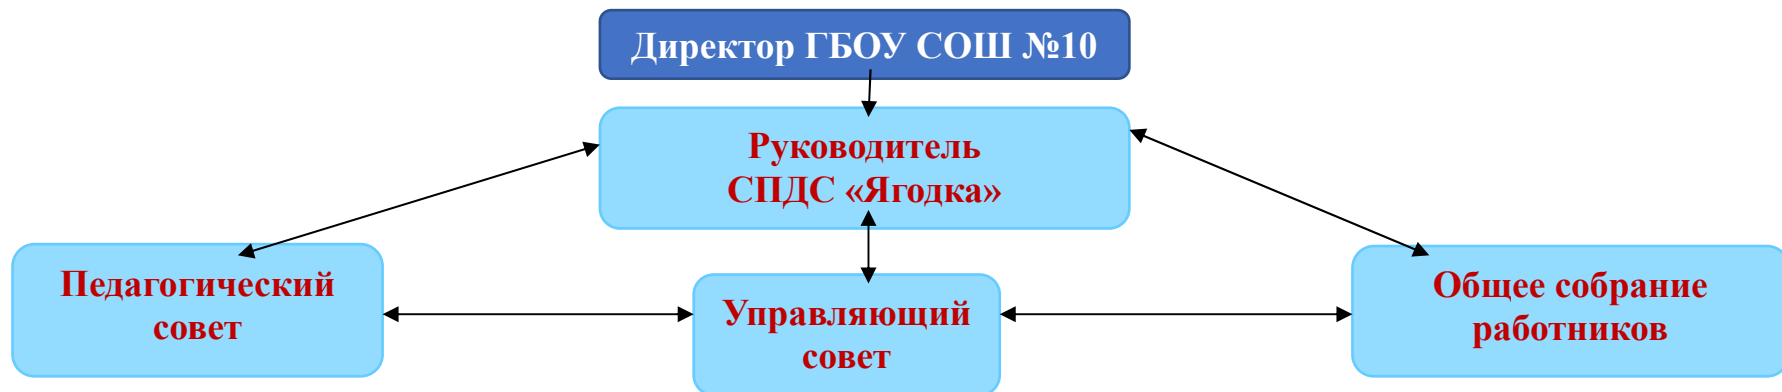 Директор ГБОУ СОШ №10
Руководитель
СПДС «Ягодка»
Педагогический
совет
Управляющий
совет
Общее собрание
работников